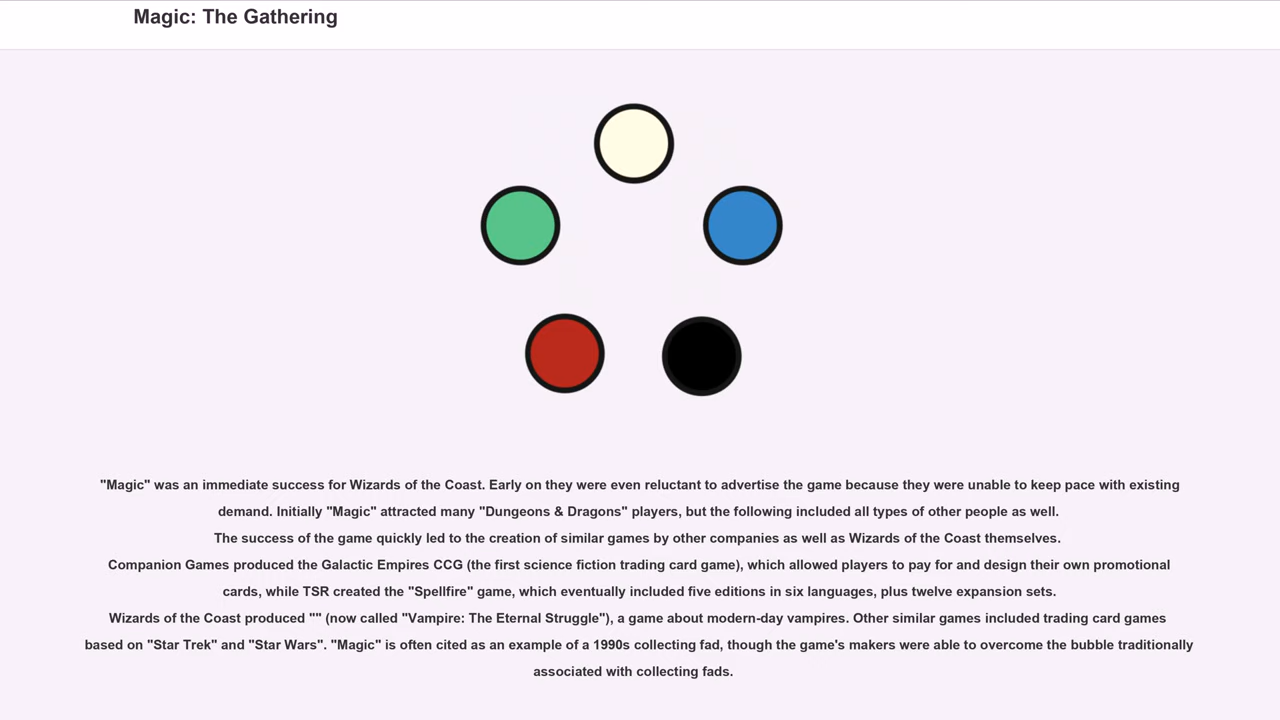 Magic: The Gathering
"Magic" was an immediate success for Wizards of the Coast. Early on they were even reluctant to advertise the game because they were unable to keep pace with existing
demand. Initially "Magic" attracted many "Dungeons & Dragons" players, but the following included all types of other people as well.
The success of the game quickly led to the creation of similar games by other companies as well as Wizards of the Coast themselves.
Companion Games produced the Galactic Empires CCG (the first science fiction trading card game), which allowed players to pay for and design their own promotional
cards, while TSR created the "Spellfire" game, which eventually included five editions in six languages, plus twelve expansion sets.
Wizards of the Coast produced "" (now called "Vampire: The Eternal Struggle"), a game about modern-day vampires. Other similar games included trading card games
based on "Star Trek" and "Star Wars". "Magic" is often cited as an example of a 1990s collecting fad, though the game's makers were able to overcome the bubble traditionally
associated with collecting fads.